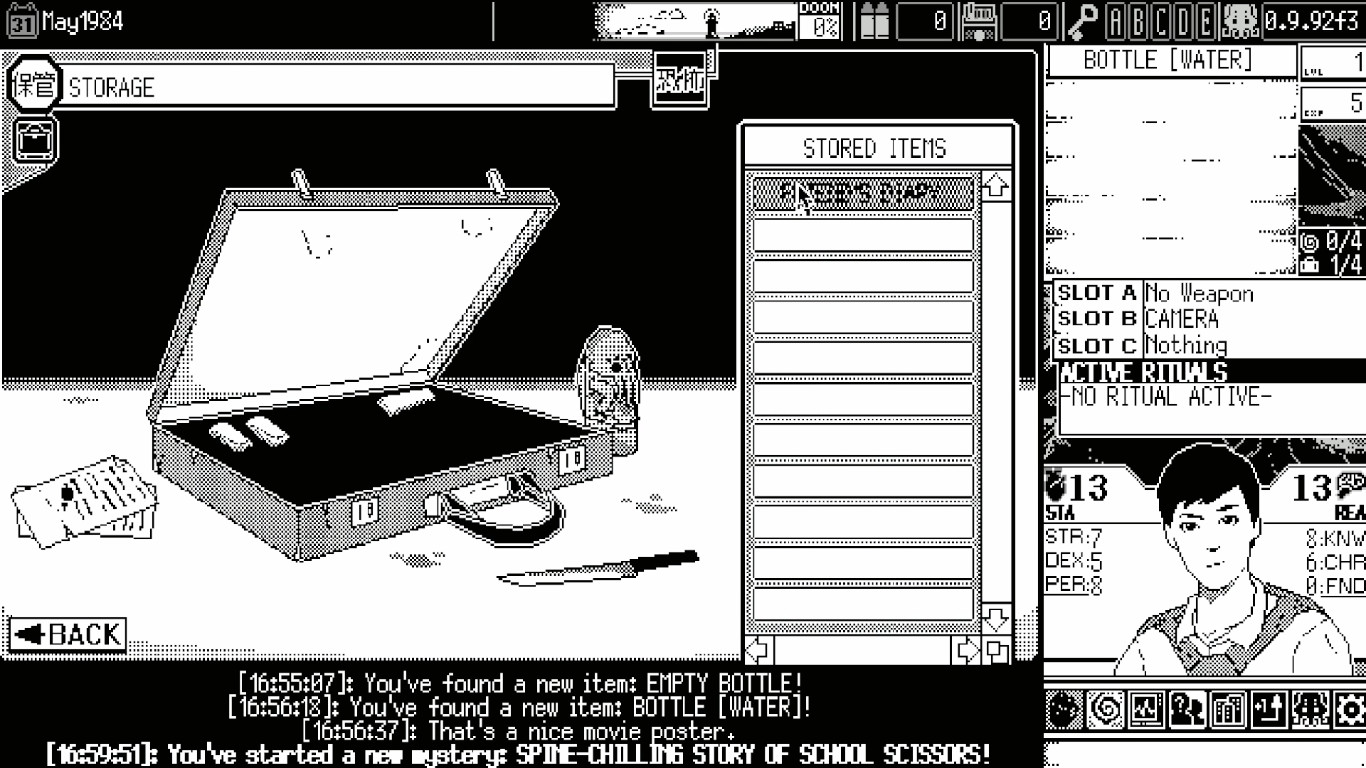 31 May1984
DOOM
0%
0
0
A B C D E
0.9.92f3
保管 STORAGE
恐怖
STORED ITEMS
BACK
BOTTLE [WATER]
LVL 1
EXP 5
0/4
1/4
SLOT A No Weapon
SLOT B CAMERA
SLOT C Nothing
ACTIVE RITUALS
-NO RITUAL ACTIVE-
13 13
STA REA
STR:7 8:KNW
DEX:5 6:CHR
PER:8 0:FND
[16:55:07]: You've found a new item: EMPTY BOTTLE!
[16:56:18]: You've found a new item: BOTTLE [WATER]!
[16:56:37]: That's a nice movie poster.
[16:59:51]: You've started a new mystery: SPINE-CHILLING STORY OF SCHOOL SCISSORS!